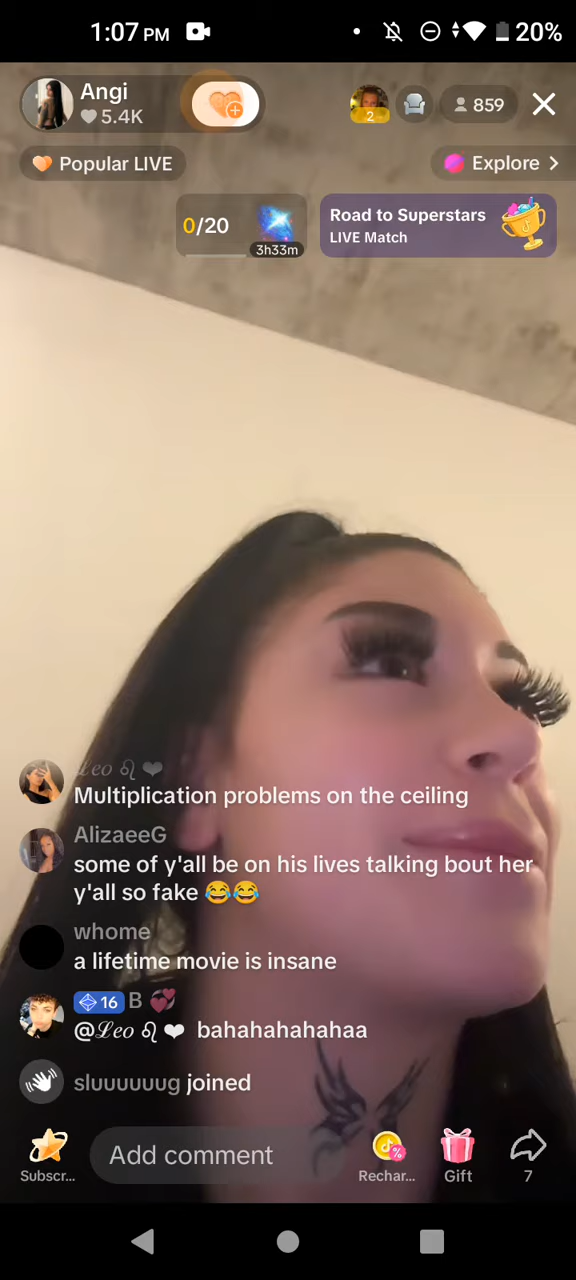 1:07 PM 20%
Angi
5.4K
2
859
Popular LIVE
Explore >
0/20
3h33m
Road to Superstars
LIVE Match
𝓛𝑒𝑜 ♌ ❤
Multiplication problems on the ceiling
AlizaeeG
some of y'all be on his lives talking bout her
y'all so fake 😂😂
whome
a lifetime movie is insane
16 B 💞
@𝓛𝑒𝑜 ♌ ❤ bahahahahahaa
sluuuuuug joined
Add comment
Subscr...
Rechar...
Gift
7